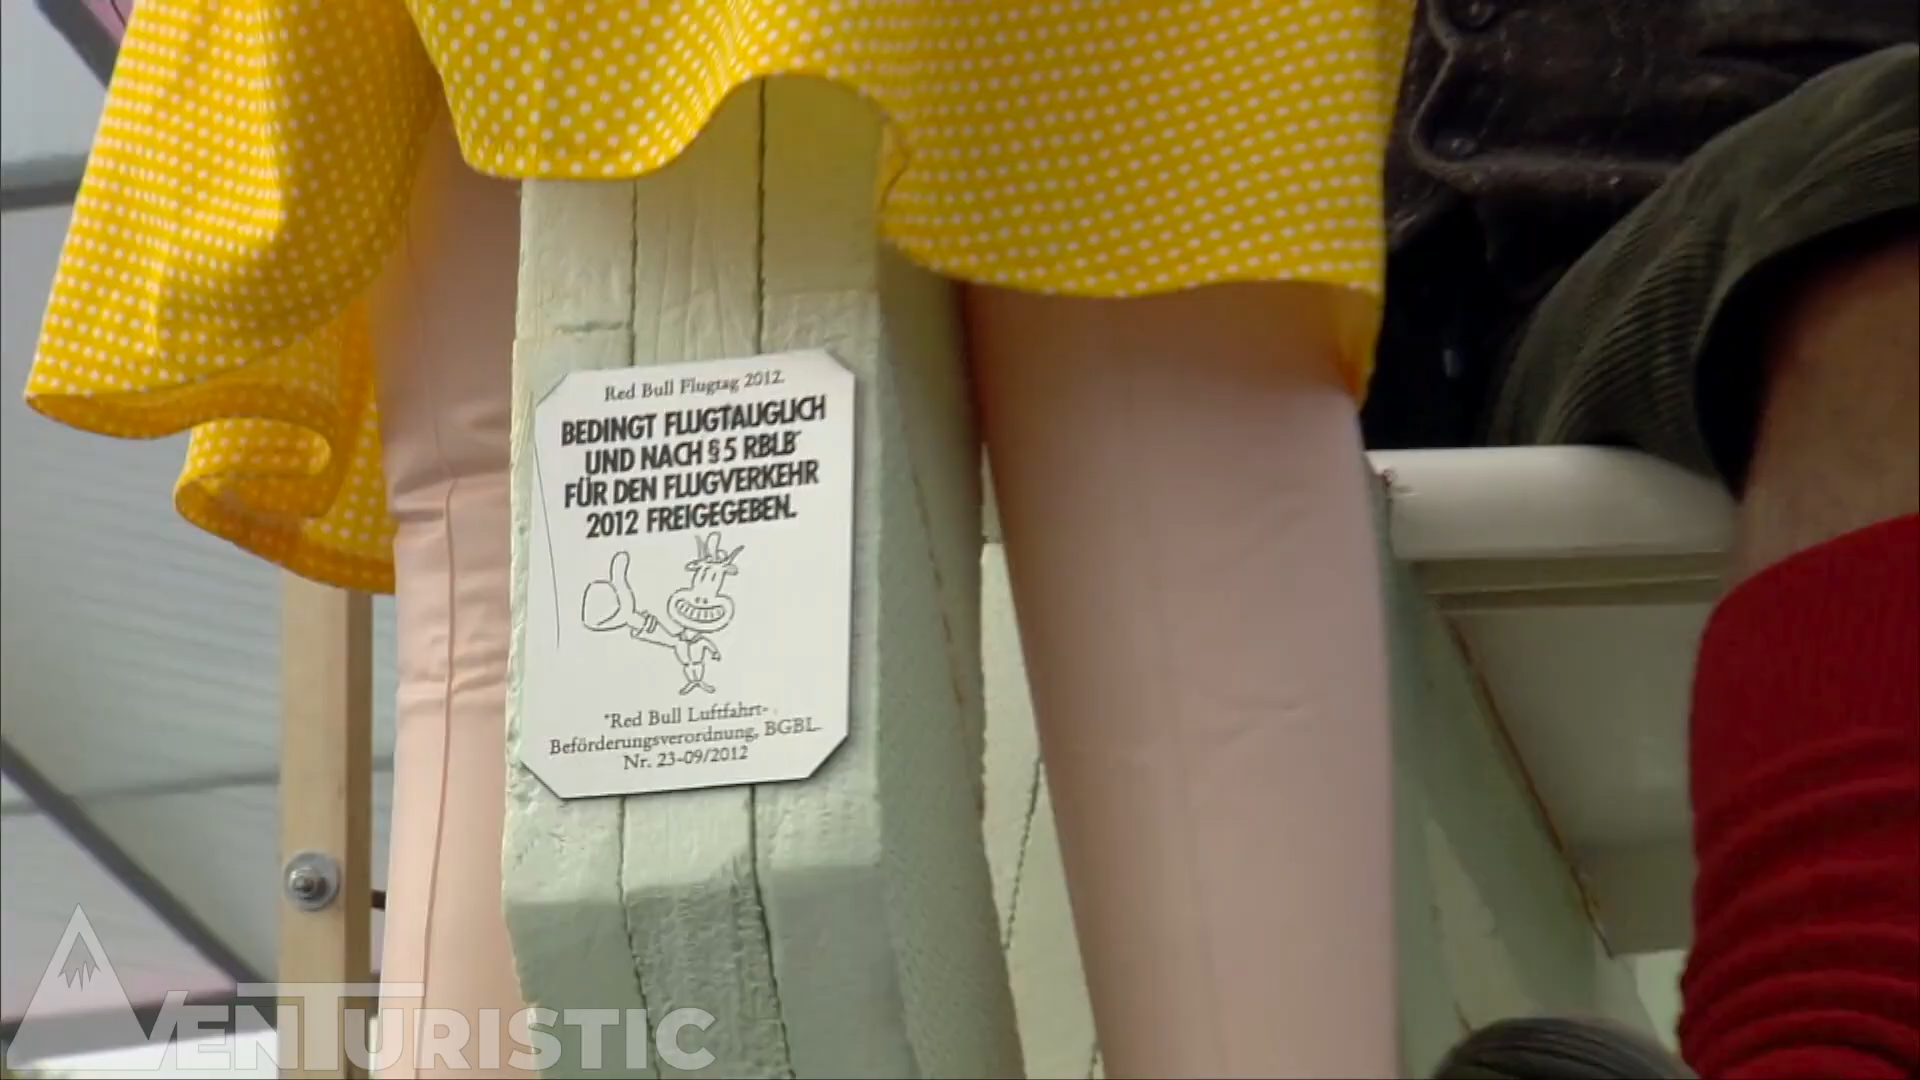 Red Bull Flugtag 2012.
BEDINGT FLUGTAUGLICH
UND NACH § 5 RBLB*
FÜR DEN FLUGVERKEHR
2012 FREIGEGEBEN.
*Red Bull Luftfahrt-
Beförderungsverordnung, BGBL-
Nr. 23-09/2012
AVENTURISTIC